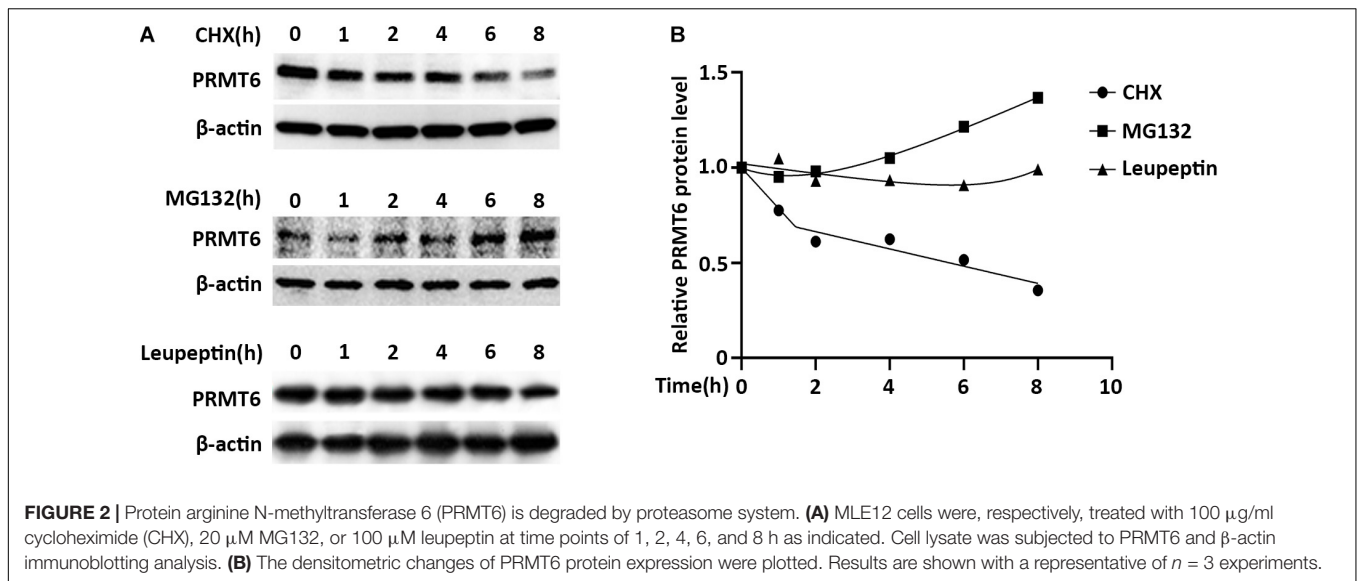 A CHX(h) 0 1 2 4 6 8
PRMT6
β-actin
MG132(h) 0 1 2 4 6 8
PRMT6
β-actin
Leupeptin(h) 0 1 2 4 6 8
PRMT6
β-actin
B
Relative PRMT6 protein level
1.5
1.0
0.5
0
Time(h) 0 2 4 6 8 10
CHX
MG132
Leupeptin
FIGURE 2 | Protein arginine N-methyltransferase 6 (PRMT6) is degraded by proteasome system. (A) MLE12 cells were, respectively, treated with 100 μg/ml
cycloheximide (CHX), 20 μM MG132, or 100 μM leupeptin at time points of 1, 2, 4, 6, and 8 h as indicated. Cell lysate was subjected to PRMT6 and β-actin
immunoblotting analysis. (B) The densitometric changes of PRMT6 protein expression were plotted. Results are shown with a representative of n = 3 experiments.